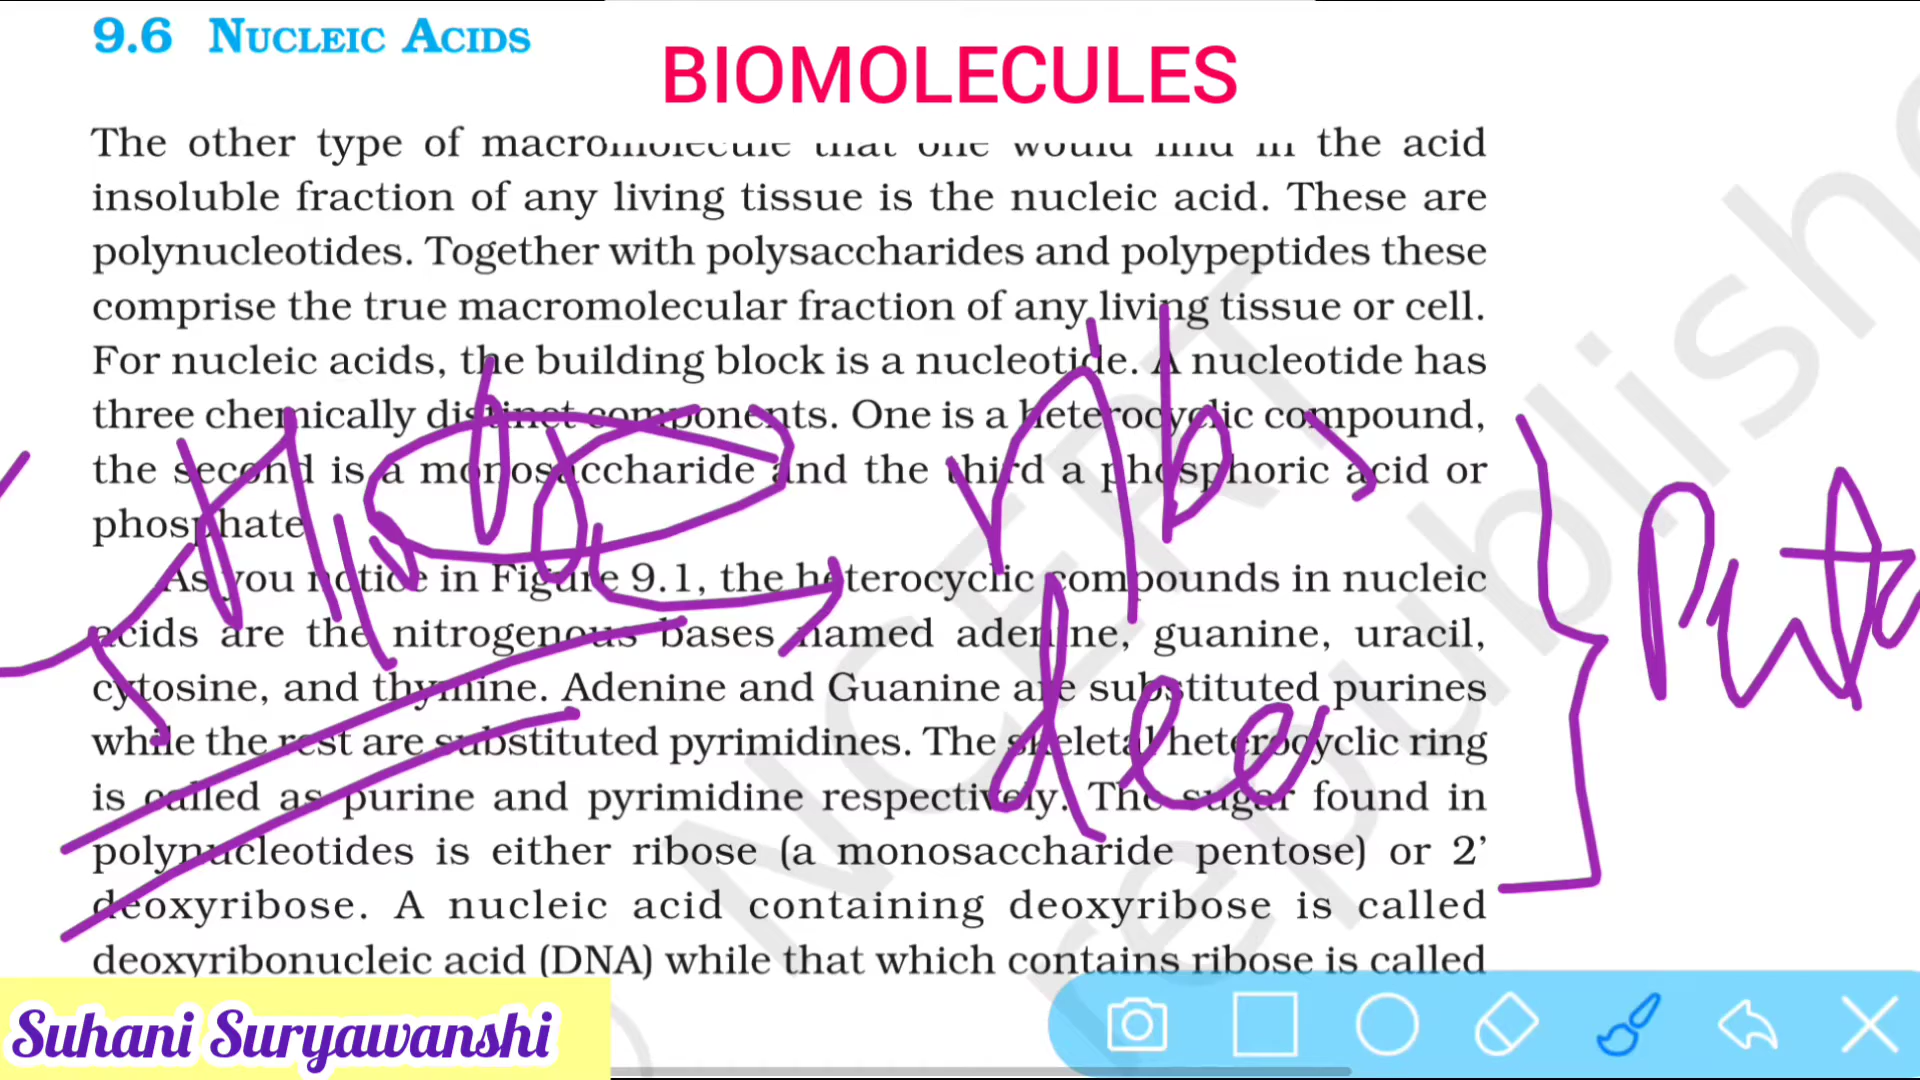 9.6 NUCLEIC ACIDS
BIOMOLECULES
The other type of macromolecule that one would find in the acid
insoluble fraction of any living tissue is the nucleic acid. These are
polynucleotides. Together with polysaccharides and polypeptides these
comprise the true macromolecular fraction of any living tissue or cell.
For nucleic acids, the building block is a nucleotide. A nucleotide has
three chemically distinct components. One is a heterocyclic compound,
the second is a monosaccharide and the third a phosphoric acid or
phosphate
As you notice in Figure 9.1, the heterocyclic compounds in nucleic
acids are the nitrogenous bases named adenine, guanine, uracil,
cytosine, and thymine. Adenine and Guanine are substituted purines
while the rest are substituted pyrimidines. The skeletal heterocyclic ring
is called as purine and pyrimidine respectively. The sugar found in
polynucleotides is either ribose (a monosaccharide pentose) or 2’
deoxyribose. A nucleic acid containing deoxyribose is called
deoxyribonucleic acid (DNA) while that which contains ribose is called
NCERT
republishe
Suhani Suryawanshi